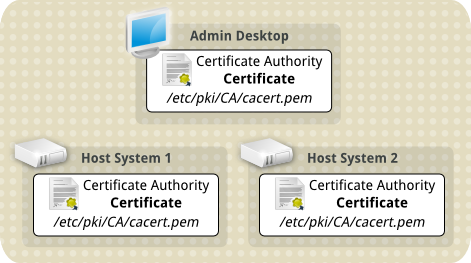 Admin Desktop
Certificate Authority
Certificate
/etc/pki/CA/cacert.pem
Host System 1
Certificate Authority
Certificate
/etc/pki/CA/cacert.pem
Host System 2
Certificate Authority
Certificate
/etc/pki/CA/cacert.pem